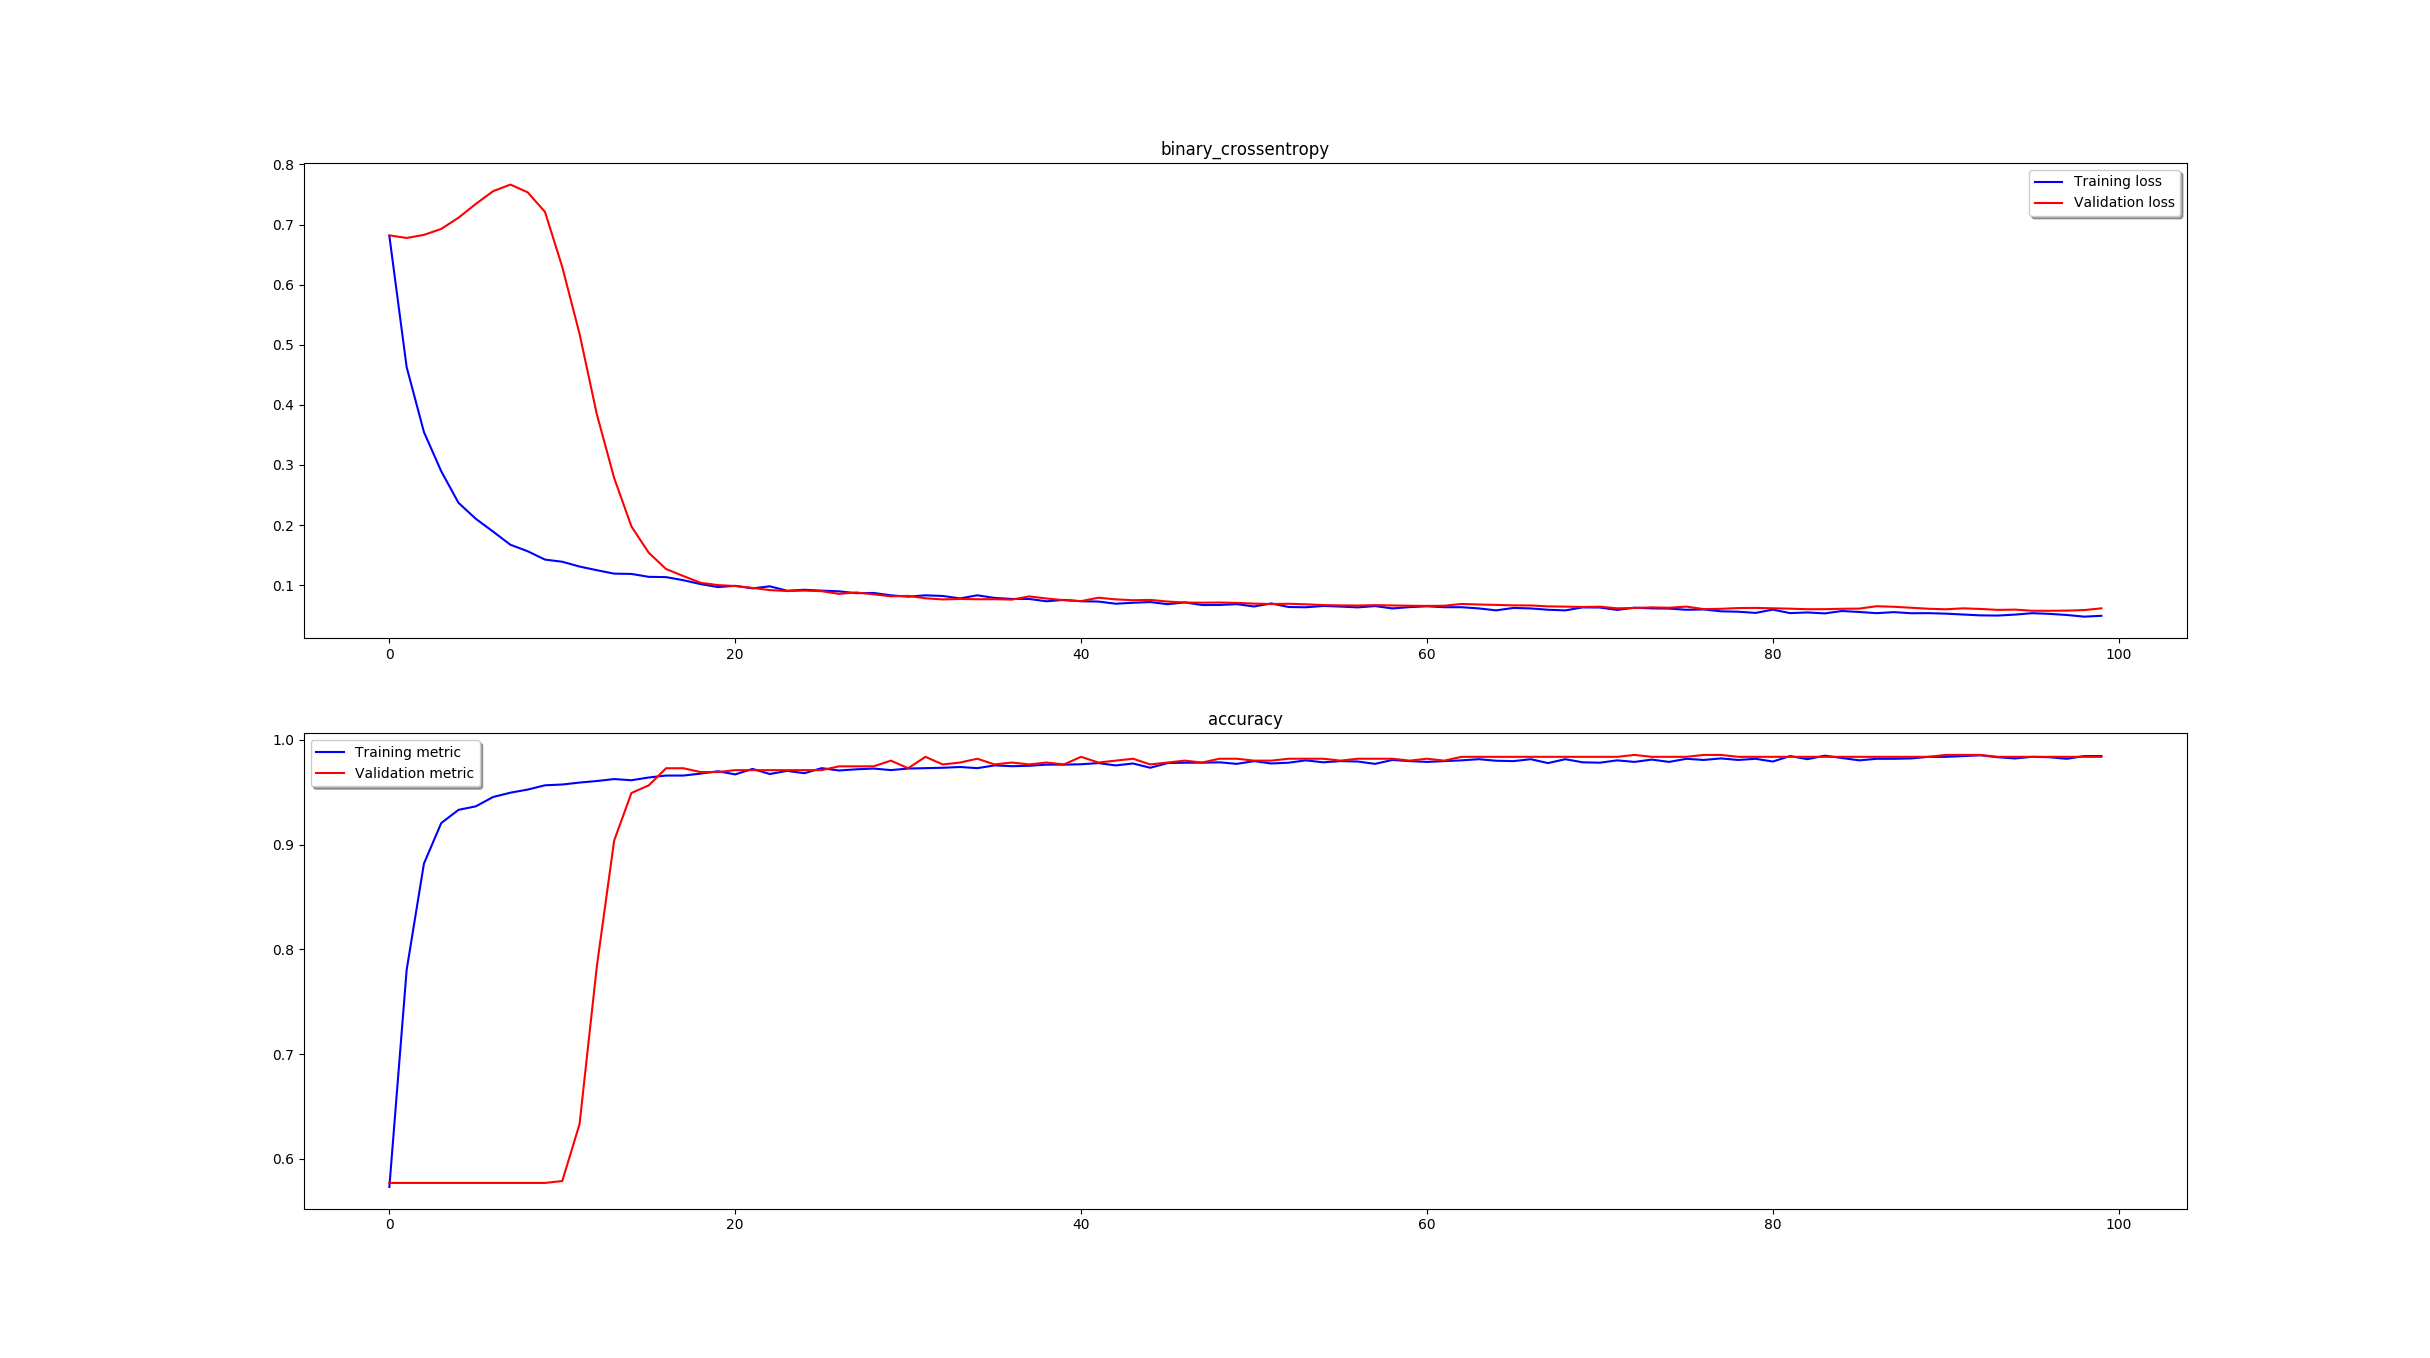 binary_crossentropy
0.8
0.7
0.6
0.5
0.4
0.3
0.2
0.1
Training loss
Validation loss
0 20 40 60 80 100
accuracy
1.0
0.9
0.8
0.7
0.6
Training metric
Validation metric
0 20 40 60 80 100